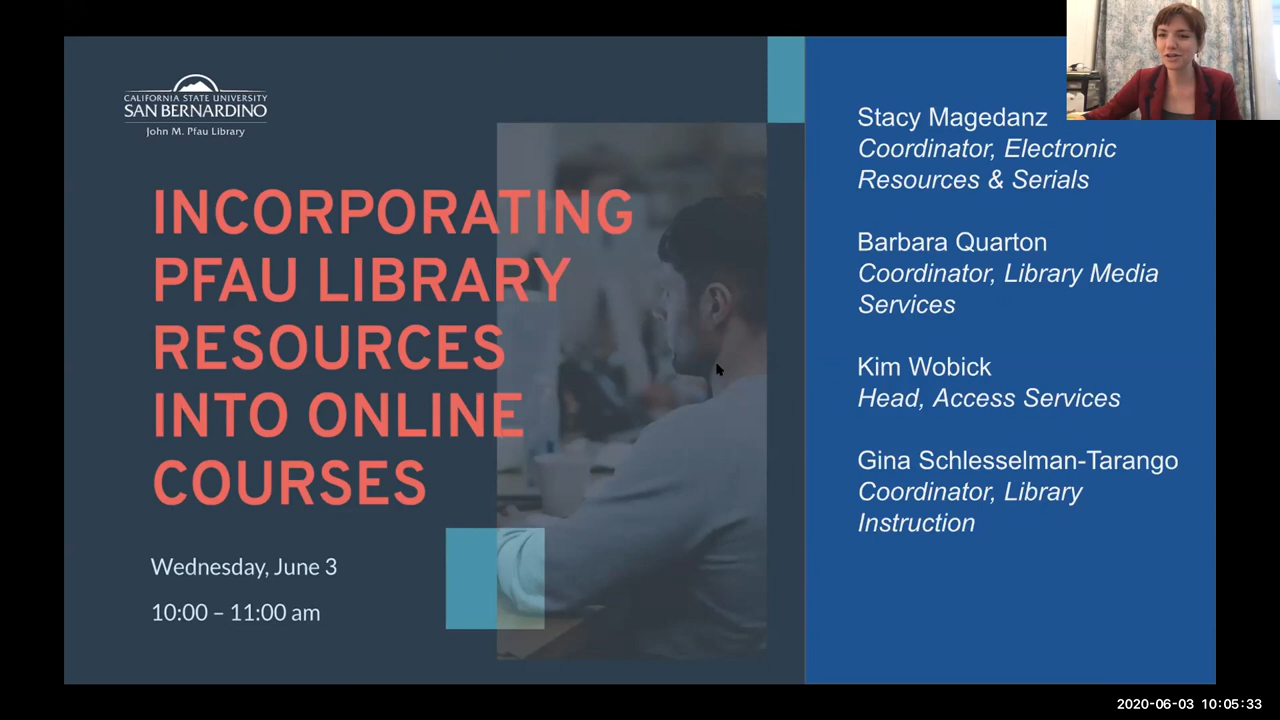 CALIFORNIA STATE UNIVERSITY
SAN BERNARDINO
John M. Pfau Library
INCORPORATING
PFAU LIBRARY
RESOURCES
INTO ONLINE
COURSES
Wednesday, June 3
10:00 – 11:00 am
Stacy Magedanz
Coordinator, Electronic
Resources & Serials
Barbara Quarton
Coordinator, Library Media
Services
Kim Wobick
Head, Access Services
Gina Schlesselman-Tarango
Coordinator, Library
Instruction
2020-06-03 10:05:33